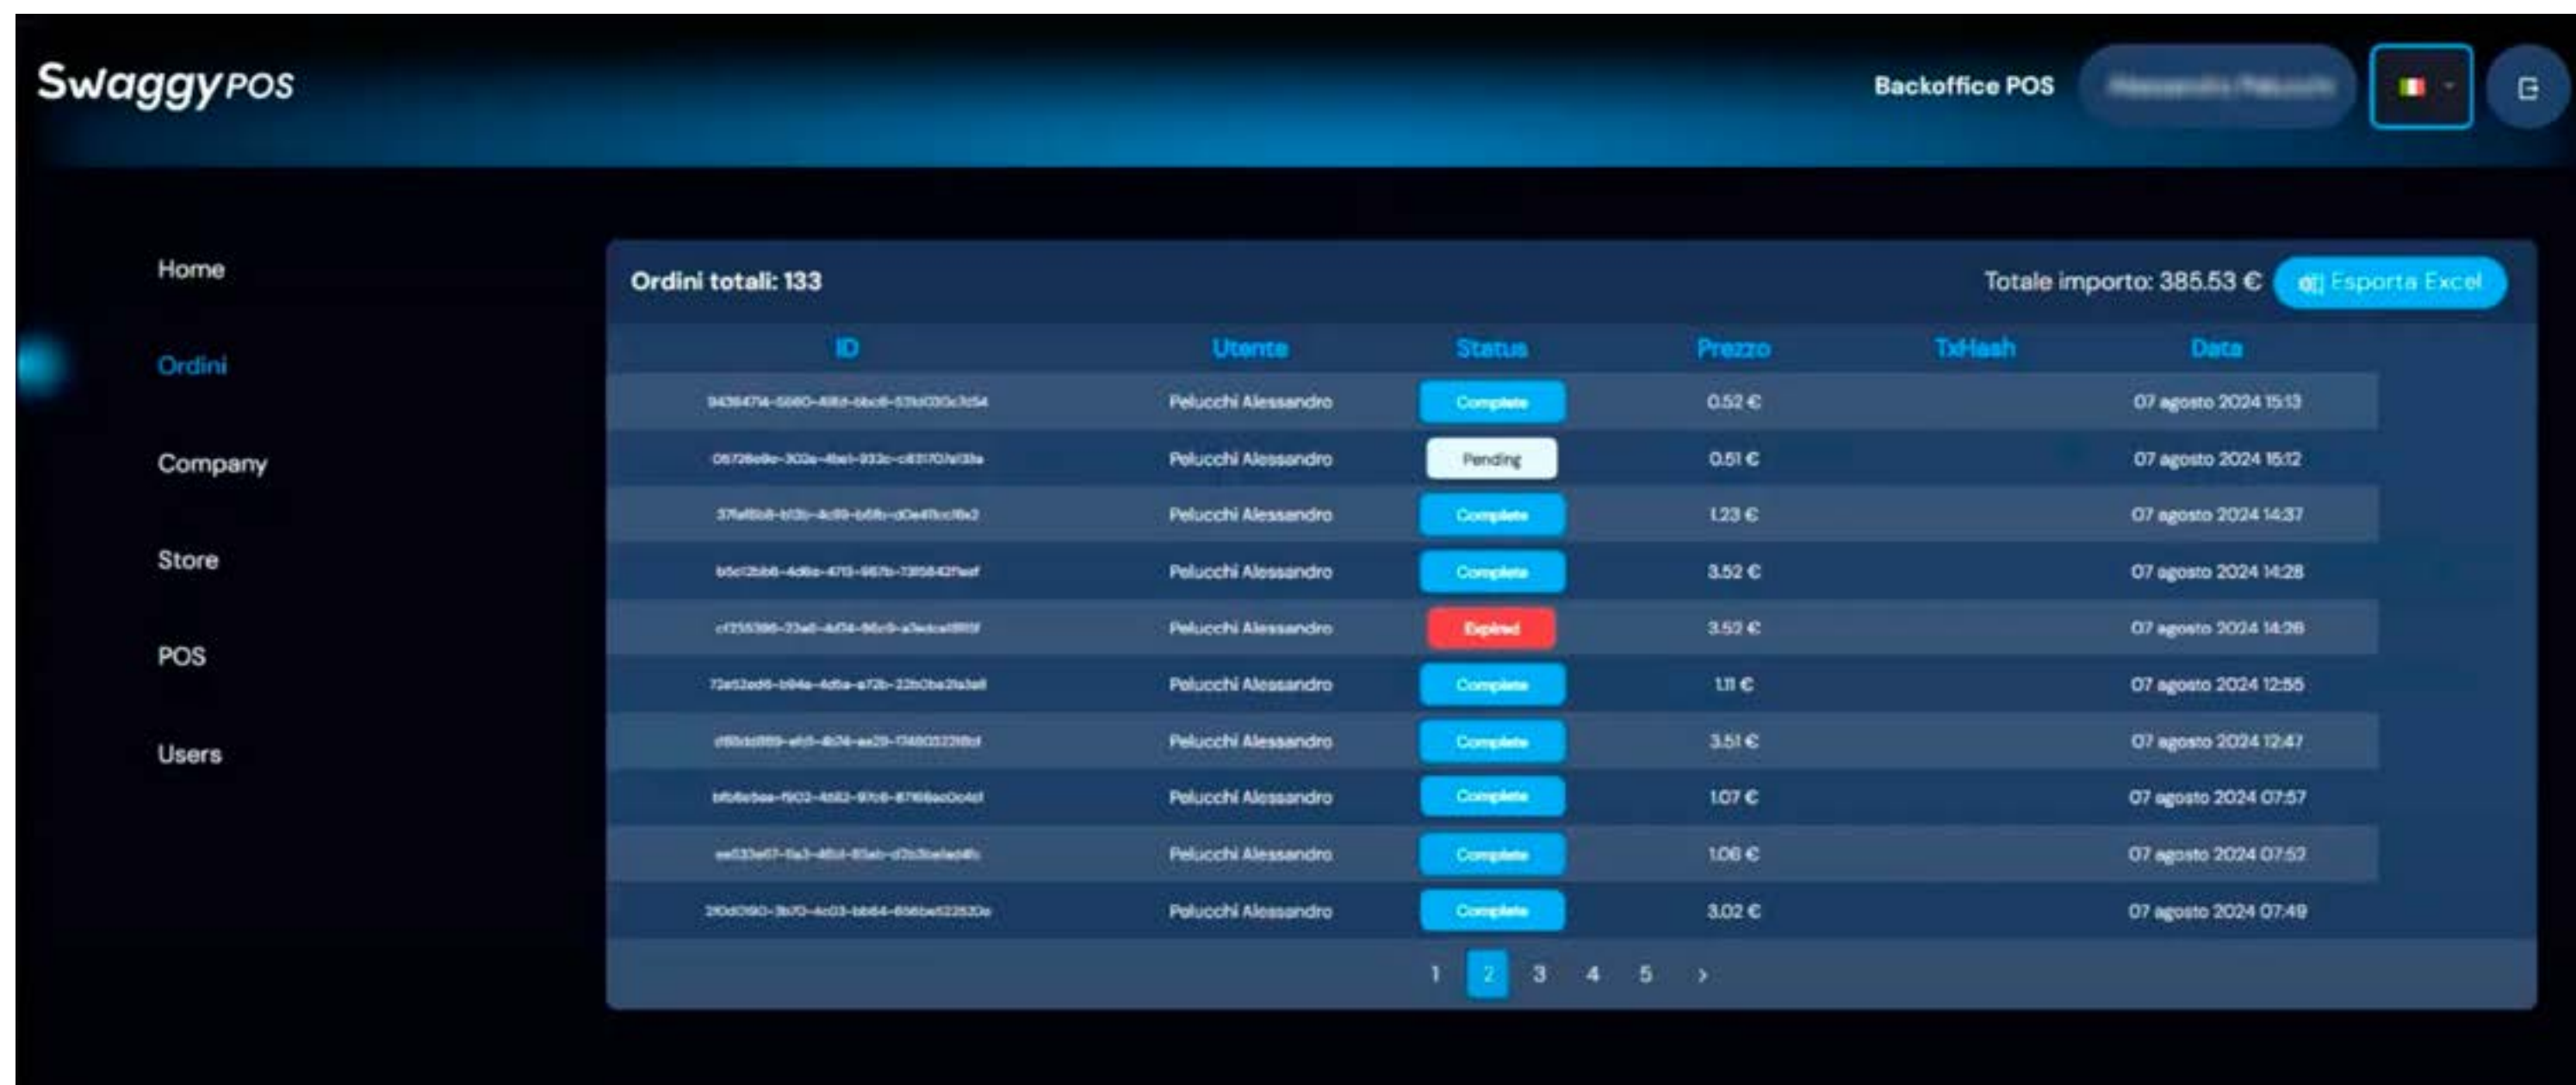 Swaggy POS
Backoffice POS
Home
Ordini
Company
Store
POS
Users
Ordini totali: 133
Totale importo: 385.53 €
Esporta Excel
ID Utente Status Prezzo TxHash Data
Pelucchi Alessandro Complete 0.52 € 07 agosto 2024 15:13
Pelucchi Alessandro Pending 0.51 € 07 agosto 2024 15:12
Pelucchi Alessandro Complete 1.23 € 07 agosto 2024 14:37
Pelucchi Alessandro Complete 3.52 € 07 agosto 2024 14:28
Pelucchi Alessandro Expired 3.52 € 07 agosto 2024 14:26
Pelucchi Alessandro Complete 1.11 € 07 agosto 2024 12:55
Pelucchi Alessandro Complete 3.51 € 07 agosto 2024 12:47
Pelucchi Alessandro Complete 1.07 € 07 agosto 2024 07:57
Pelucchi Alessandro Complete 1.06 € 07 agosto 2024 07:52
Pelucchi Alessandro Complete 3.02 € 07 agosto 2024 07:49
1 2 3 4 5 >